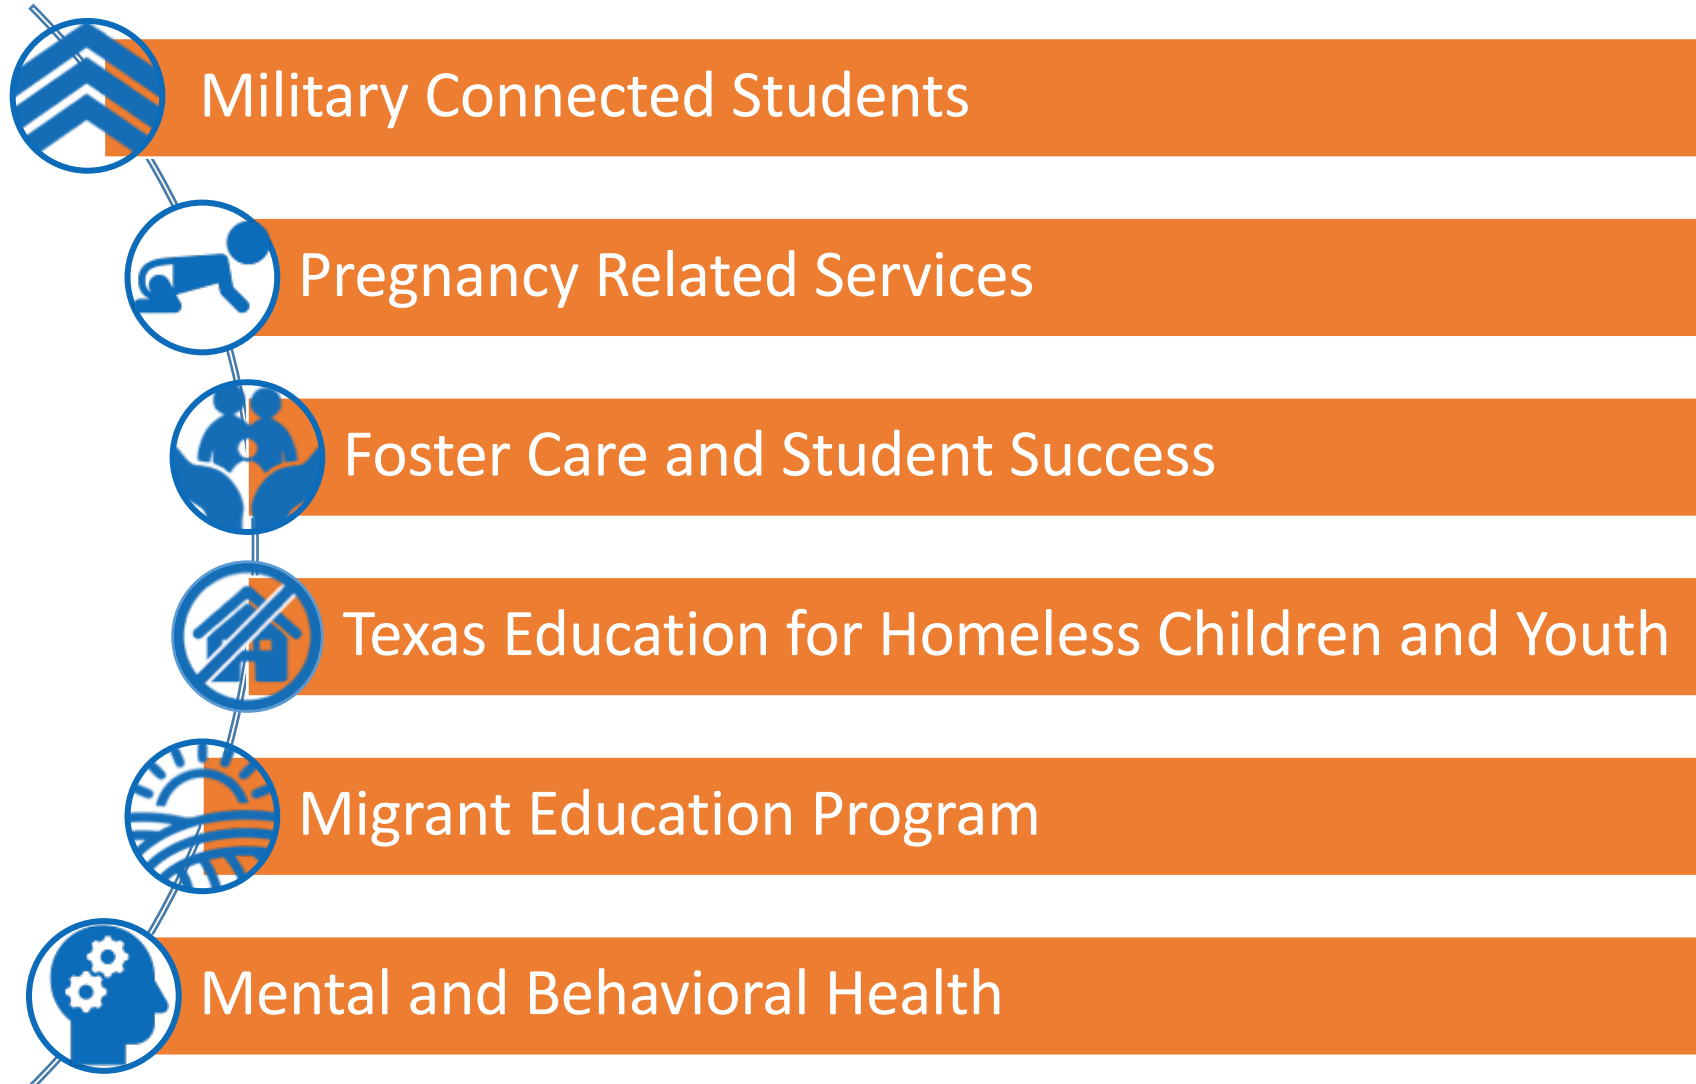 Military Connected Students
Pregnancy Related Services
Foster Care and Student Success
Texas Education for Homeless Children and Youth
Migrant Education Program
Mental and Behavioral Health